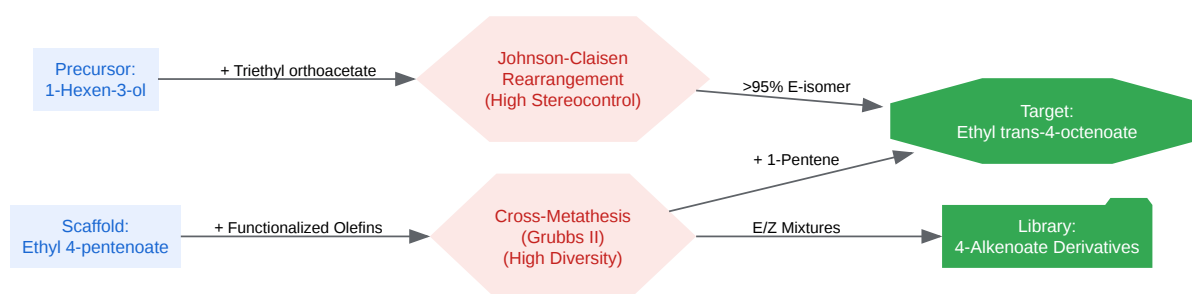 Precursor:
1-Hexen-3-ol
+ Triethyl orthoacetate
Johnson-Claisen
Rearrangement
(High Stereocontrol)
>95% E-isomer
Target:
Ethyl trans-4-octenoate
+ 1-Pentene
Scaffold:
Ethyl 4-pentenoate
+ Functionalized Olefins
Cross-Metathesis
(Grubbs II)
(High Diversity)
E/Z Mixtures
Library:
4-Alkenoate Derivatives